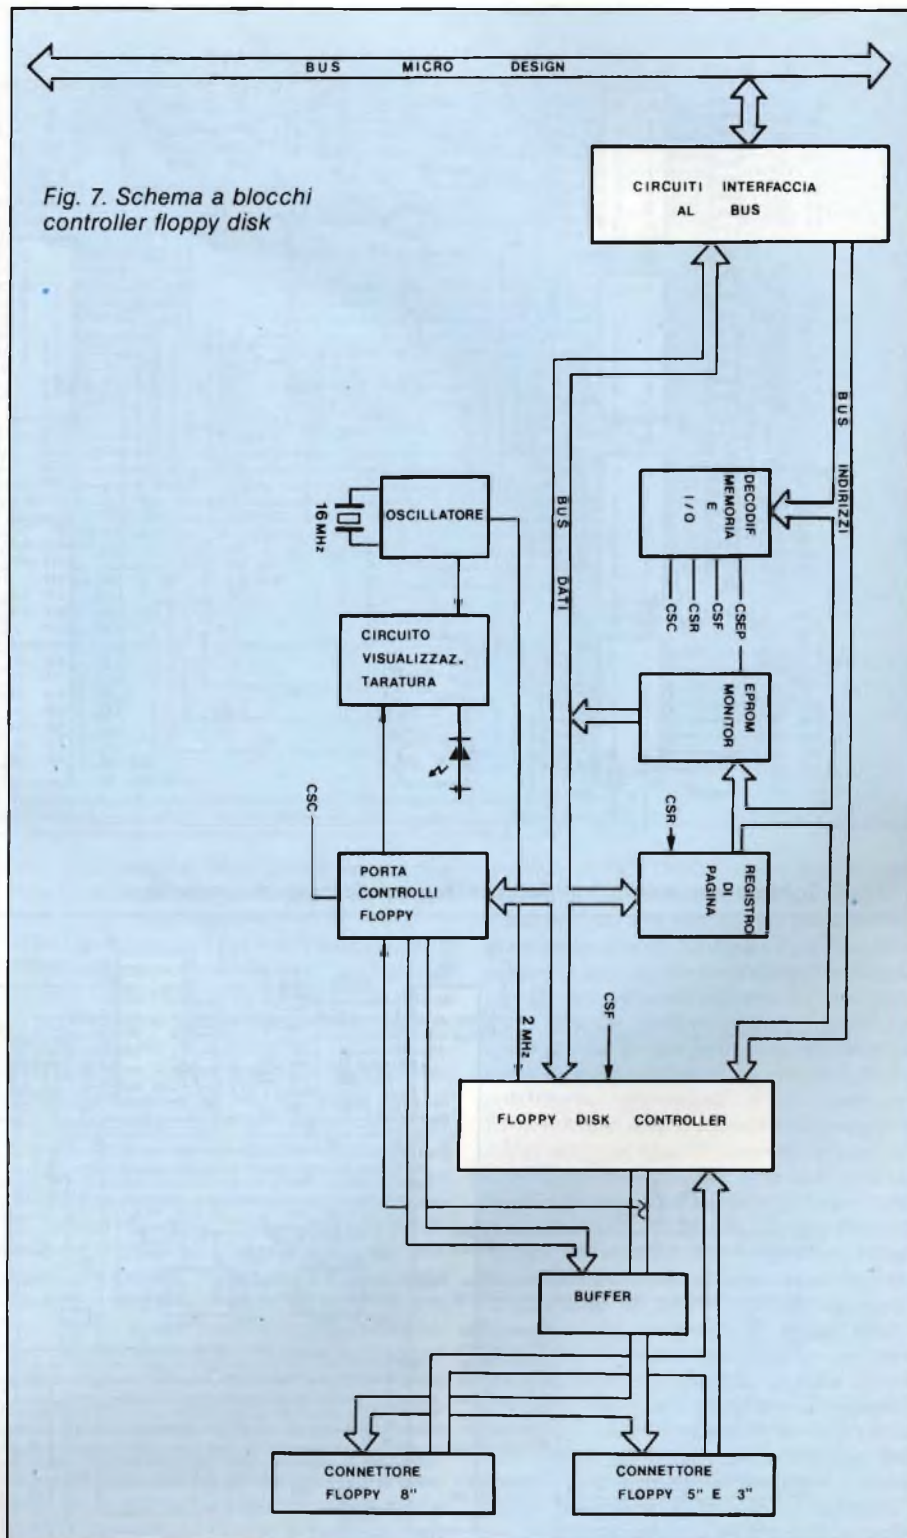 BUS MICRO DESIGN
Fig. 7. Schema a blocchi
controller floppy disk
CIRCUITI INTERFACCIA
AL BUS
BUS INDIRIZZI
BUS DATI
DECODIF
MEMORIA
E
I/O
CSEP
CSF
CSR
CSC
16 MHz
OSCILLATORE
CIRCUITO
VISUALIZZAZ.
TARATURA
EPROM
MONITOR
CSC
CSR
PORTA
CONTROLLI
FLOPPY
REGISTRO
DI
PAGINA
2 MHz
CSF
FLOPPY DISK CONTROLLER
BUFFER
CONNETTORE
FLOPPY 8"
CONNETTORE
FLOPPY 5" E 3"